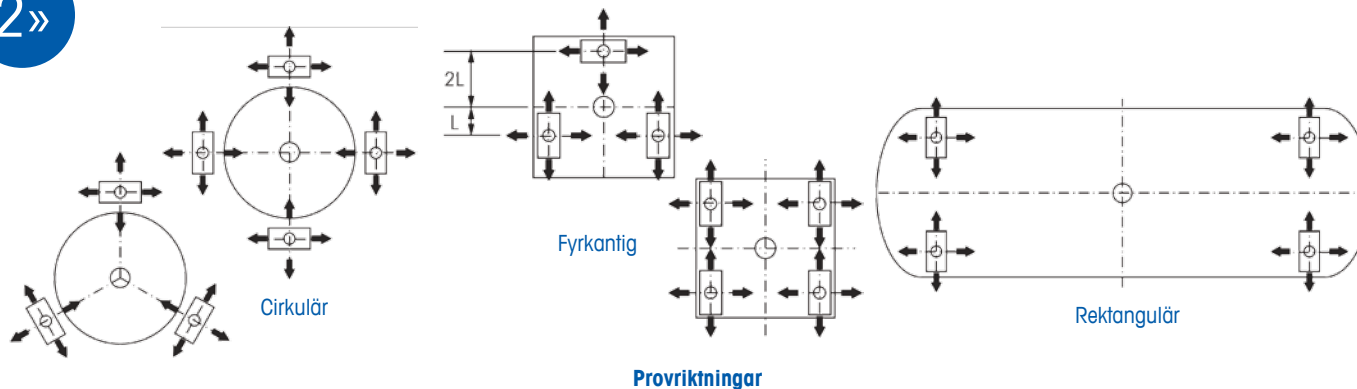 2»
2L
L
Cirkulär
Fyrkantig
Rektangulär
Provriktningar